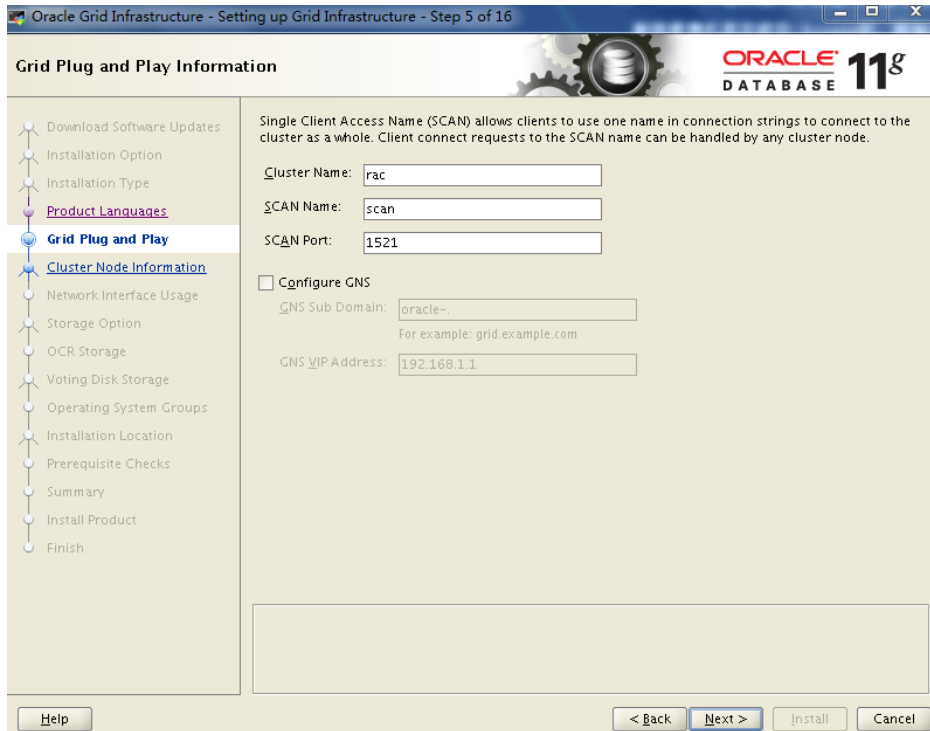 Oracle Grid Infrastructure - Setting up Grid Infrastructure - Step 5 of 16
Grid Plug and Play Information
ORACLE
DATABASE
11g
Download Software Updates
Installation Option
Installation Type
Product Languages
Grid Plug and Play
Cluster Node Information
Network Interface Usage
Storage Option
OCR Storage
Voting Disk Storage
Operating System Groups
Installation Location
Prerequisite Checks
Summary
Install Product
Finish
Single Client Access Name (SCAN) allows clients to use one name in connection strings to connect to the
cluster as a whole. Client connect requests to the SCAN name can be handled by any cluster node.
Cluster Name: rac
SCAN Name: scan
SCAN Port: 1521
Configure GNS
GNS Sub Domain: oracle-.
For example: grid.example.com
GNS VIP Address: 192.168.1.1
Help
< Back
Next >
Install
Cancel